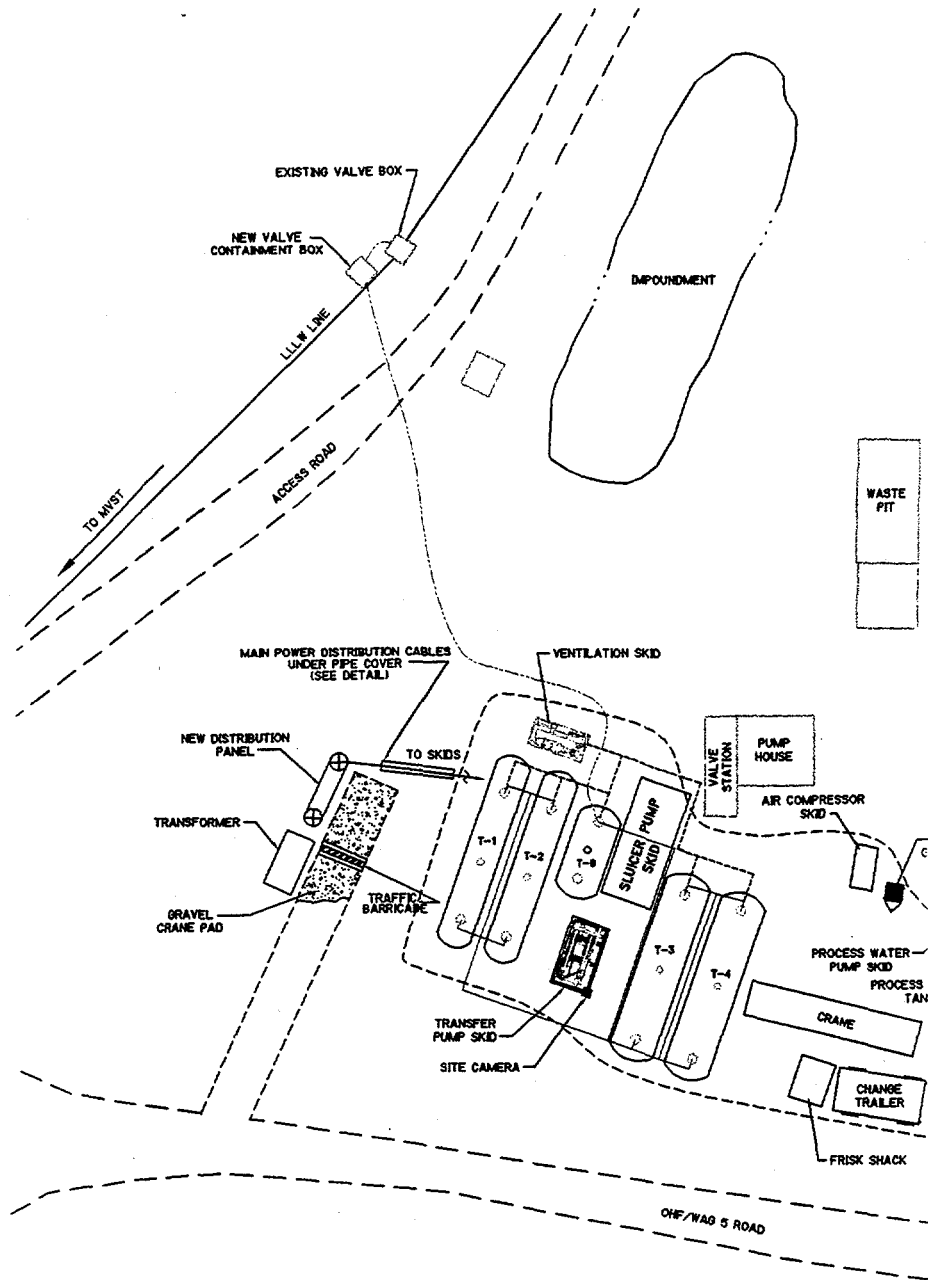 EXISTING VALVE BOX
NEW VALVE
CONTAINMENT BOX
IMPOUNDMENT
LLLW LINE
ACCESS ROAD
TO MVST
WASTE
PIT
MAIN POWER DISTRIBUTION CABLES
UNDER PIPE COVER
(SEE DETAIL)
VENTILATION SKID
NEW DISTRIBUTION
PANEL
TO SKIDS
VALVE
STATION
PUMP
HOUSE
AIR COMPRESSOR
SKID
TRANSFORMER
T-1
T-2
T-9
SLUICER PUMP
SKID
TRAFFIC
BARRICADE
GRAVEL
CRANE PAD
T-3
T-4
PROCESS WATER
PUMP SKID
PROCESS
TAN
CRANE
TRANSFER
PUMP SKID
SITE CAMERA
CHANGE
TRAILER
FRISK SHACK
OHF/WAG 5 ROAD